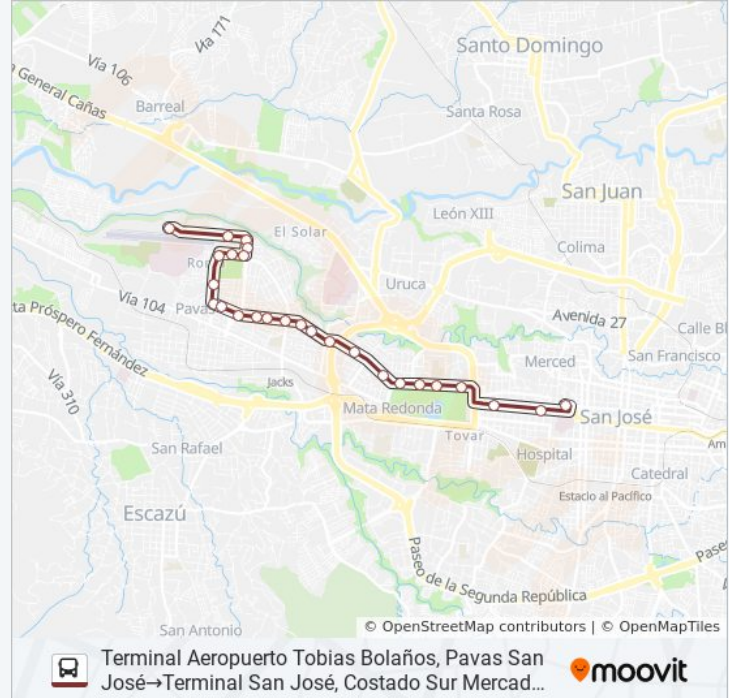 Vía 171
Santo Domingo
Vía 106
General Cañas
Barreal
Santa Rosa
San Juan
León XIII
El Solar
Colima
Ro
Uruca
Vía 104
Pavas
Avenida 27
Calle Bl
ta Próspero Fernández
Merced
San Francisco
Jacks
Vía 310
Mata Redonda
San José
Tovar
Am
San Rafael
Hospital
Catedral
Estacio al Pacífico
Escazú
Paseo de la Segunda República
Pase
San Antonio
© OpenStreetMap contributors | © OpenMapTiles
Terminal Aeropuerto Tobias Bolaños, Pavas San
José→Terminal San José, Costado Sur Mercad...
moovit